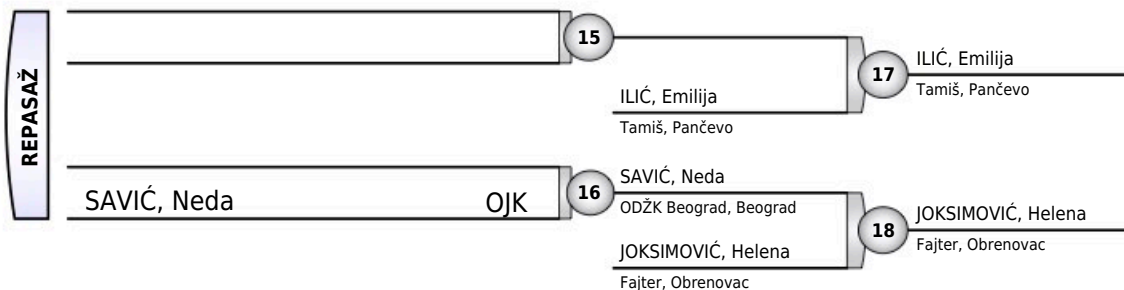 REPASAŽ
15
ILIĆ, Emilija
Tamiš, Pančevo
17
ILIĆ, Emilija
Tamiš, Pančevo
SAVIĆ, Neda OJK
16
SAVIĆ, Neda
ODŽK Beograd, Beograd
JOKSIMOVIĆ, Helena
Fajter, Obrenovac
18
JOKSIMOVIĆ, Helena
Fajter, Obrenovac